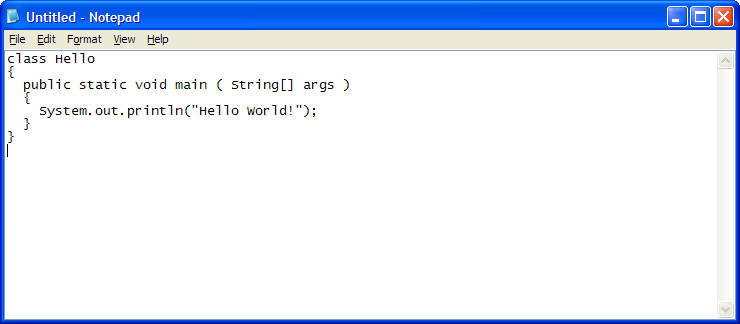 Untitled - Notepad
File Edit Format View Help
class Hello
{
  public static void main ( String[] args )
  {
    System.out.println("Hello World!");
  }
}